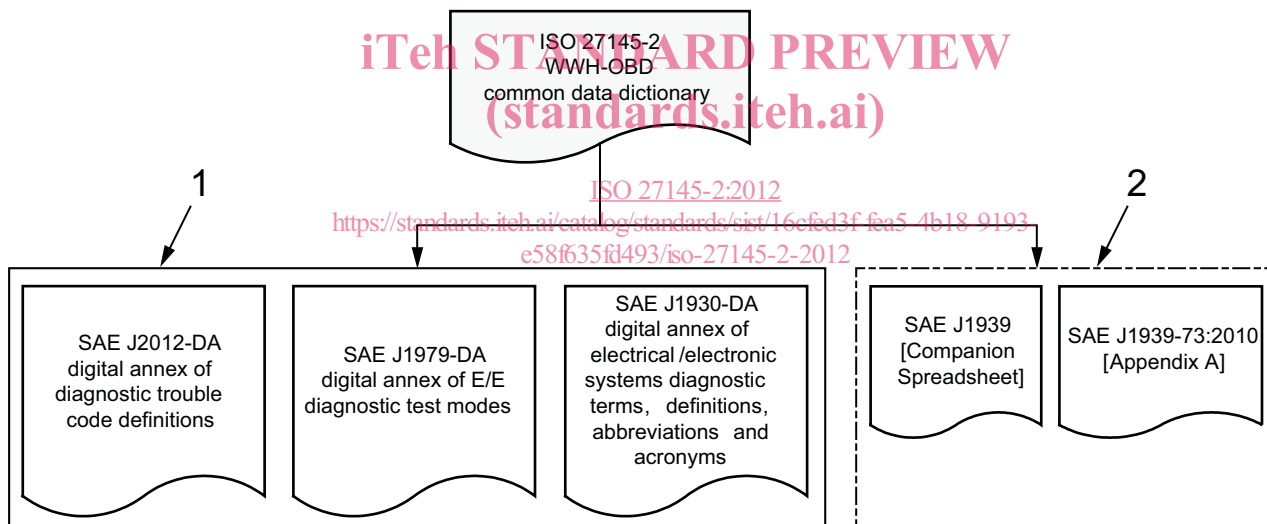 ISO 27145-2
WWH-OBD
common data dictionary
iTeh STANDARD PREVIEW
(standards.iteh.ai)
ISO 27145-2:2012
https://standards.iteh.ai/catalog/standards/sist/16cfed3f-fea5-4b18-9193-
e58f635fd493/iso-27145-2-2012
1
2
SAE J2012-DA
digital annex of
diagnostic trouble
code definitions
SAE J1979-DA
digital annex of E/E
diagnostic test modes
SAE J1930-DA
digital annex of
electrical/electronic
systems diagnostic
terms, definitions,
abbreviations and
acronyms
SAE J1939
[Companion
Spreadsheet]
SAE J1939-73:2010
[Appendix A]